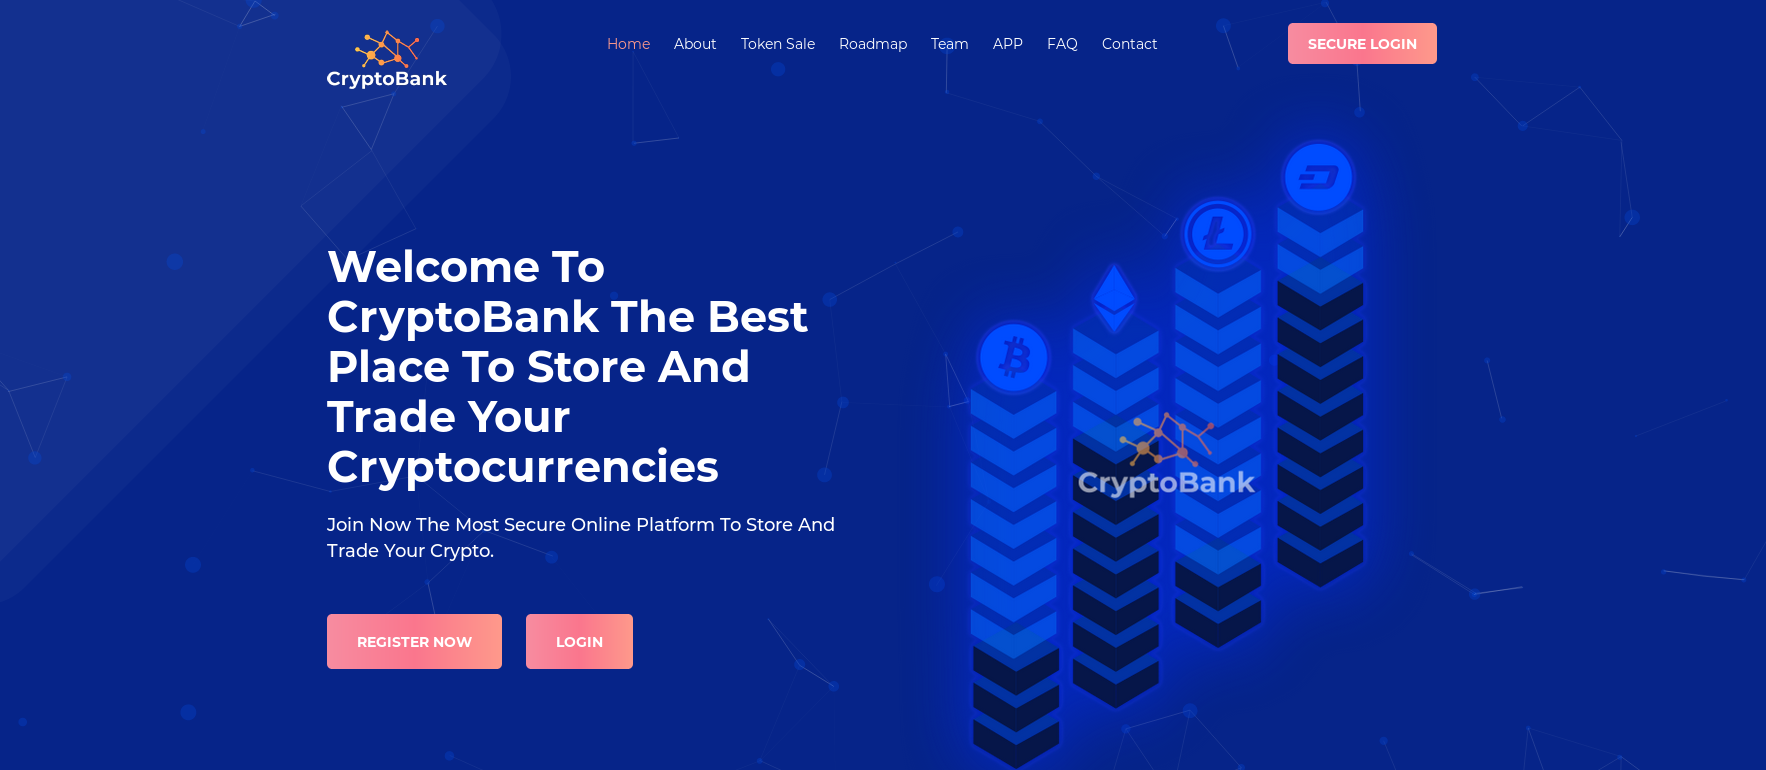 CryptoBank
Home About Token Sale Roadmap Team APP FAQ Contact
SECURE LOGIN
Welcome To
CryptoBank The Best
Place To Store And
Trade Your
Cryptocurrencies
Join Now The Most Secure Online Platform To Store And
Trade Your Crypto.
REGISTER NOW
LOGIN
CryptoBank